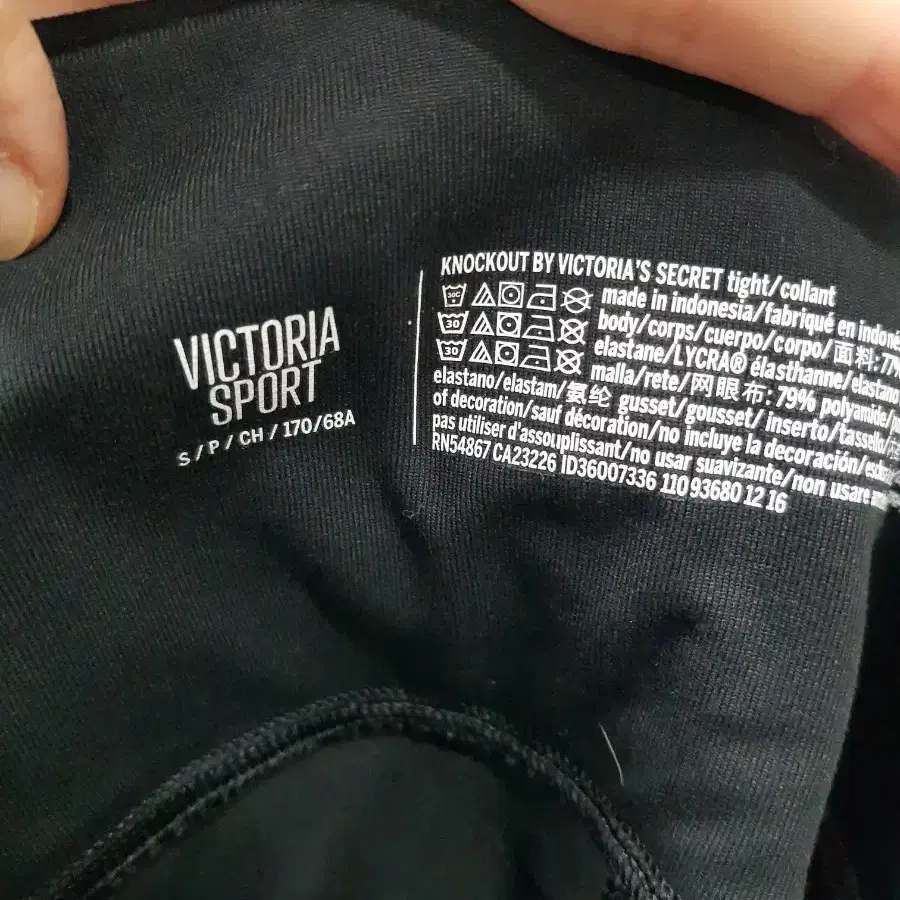 VICTORIA
SPORT
S / P / CH / 170/68A
KNOCKOUT BY VICTORIA'S SECRET tight/collant
made in indonesia/fabriqué en
body/corps/cuerpo/corpo/面料:
elastane/LYCRA® élasthanne/elastano
malla/rete/网眼布: 79% polyamide/
elastano/elastam/氨纶 gusset/gousset/inserto/tassello/
of decoration/sauf décoration/no incluye la decoración/
pas utiliser d'assouplissant/no usar suavizante/non usare
RN54867 CA23226 ID36007336 110 93680 12 16
30C
30
30